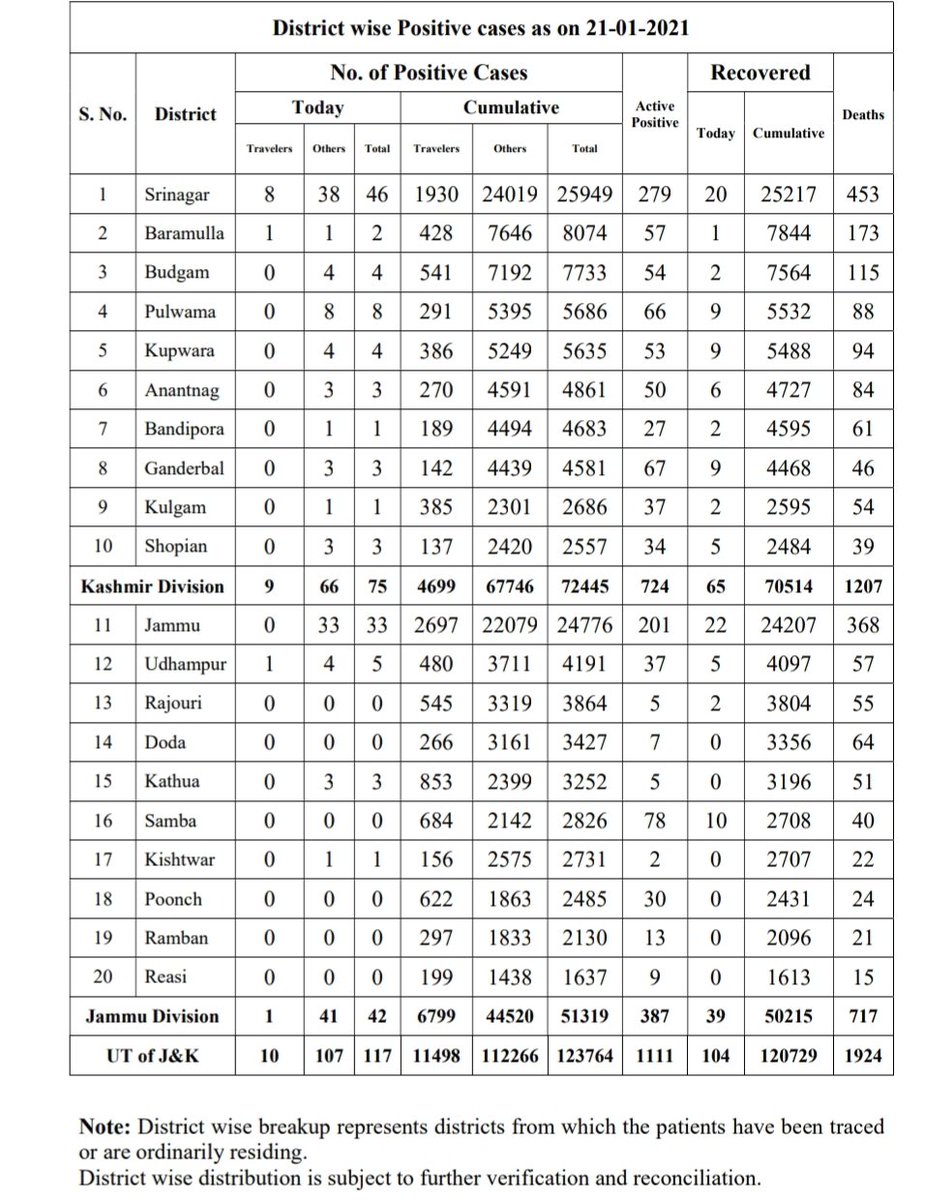 District wise Positive cases as on 21-01-2021
S. No. District No. of Positive Cases Active Positive Recovered Deaths
Today Cumulative Today Cumulative
Travelers Others Total Travelers Others Total
1 Srinagar 8 38 46 1930 24019 25949 279 20 25217 453
2 Baramulla 1 1 2 428 7646 8074 57 1 7844 173
3 Budgam 0 4 4 541 7192 7733 54 2 7564 115
4 Pulwama 0 8 8 291 5395 5686 66 9 5532 88
5 Kupwara 0 4 4 386 5249 5635 53 9 5488 94
6 Anantnag 0 3 3 270 4591 4861 50 6 4727 84
7 Bandipora 0 1 1 189 4494 4683 27 2 4595 61
8 Ganderbal 0 3 3 142 4439 4581 67 9 4468 46
9 Kulgam 0 1 1 385 2301 2686 37 2 2595 54
10 Shopian 0 3 3 137 2420 2557 34 5 2484 39
Kashmir Division 9 66 75 4699 67746 72445 724 65 70514 1207
11 Jammu 0 33 33 2697 22079 24776 201 22 24207 368
12 Udhampur 1 4 5 480 3711 4191 37 5 4097 57
13 Rajouri 0 0 0 545 3319 3864 5 2 3804 55
14 Doda 0 0 0 266 3161 3427 7 0 3356 64
15 Kathua 0 3 3 853 2399 3252 5 0 3196 51
16 Samba 0 0 0 684 2142 2826 78 10 2708 40
17 Kishtwar 0 1 1 156 2575 2731 2 0 2707 22
18 Poonch 0 0 0 622 1863 2485 30 0 2431 24
19 Ramban 0 0 0 297 1833 2130 13 0 2096 21
20 Reasi 0 0 0 199 1438 1637 9 0 1613 15
Jammu Division 1 41 42 6799 44520 51319 387 39 50215 717
UT of J&K 10 107 117 11498 112266 123764 1111 104 120729 1924
Note: District wise breakup represents districts from which the patients have been traced
or are ordinarily residing.
District wise distribution is subject to further verification and reconciliation.